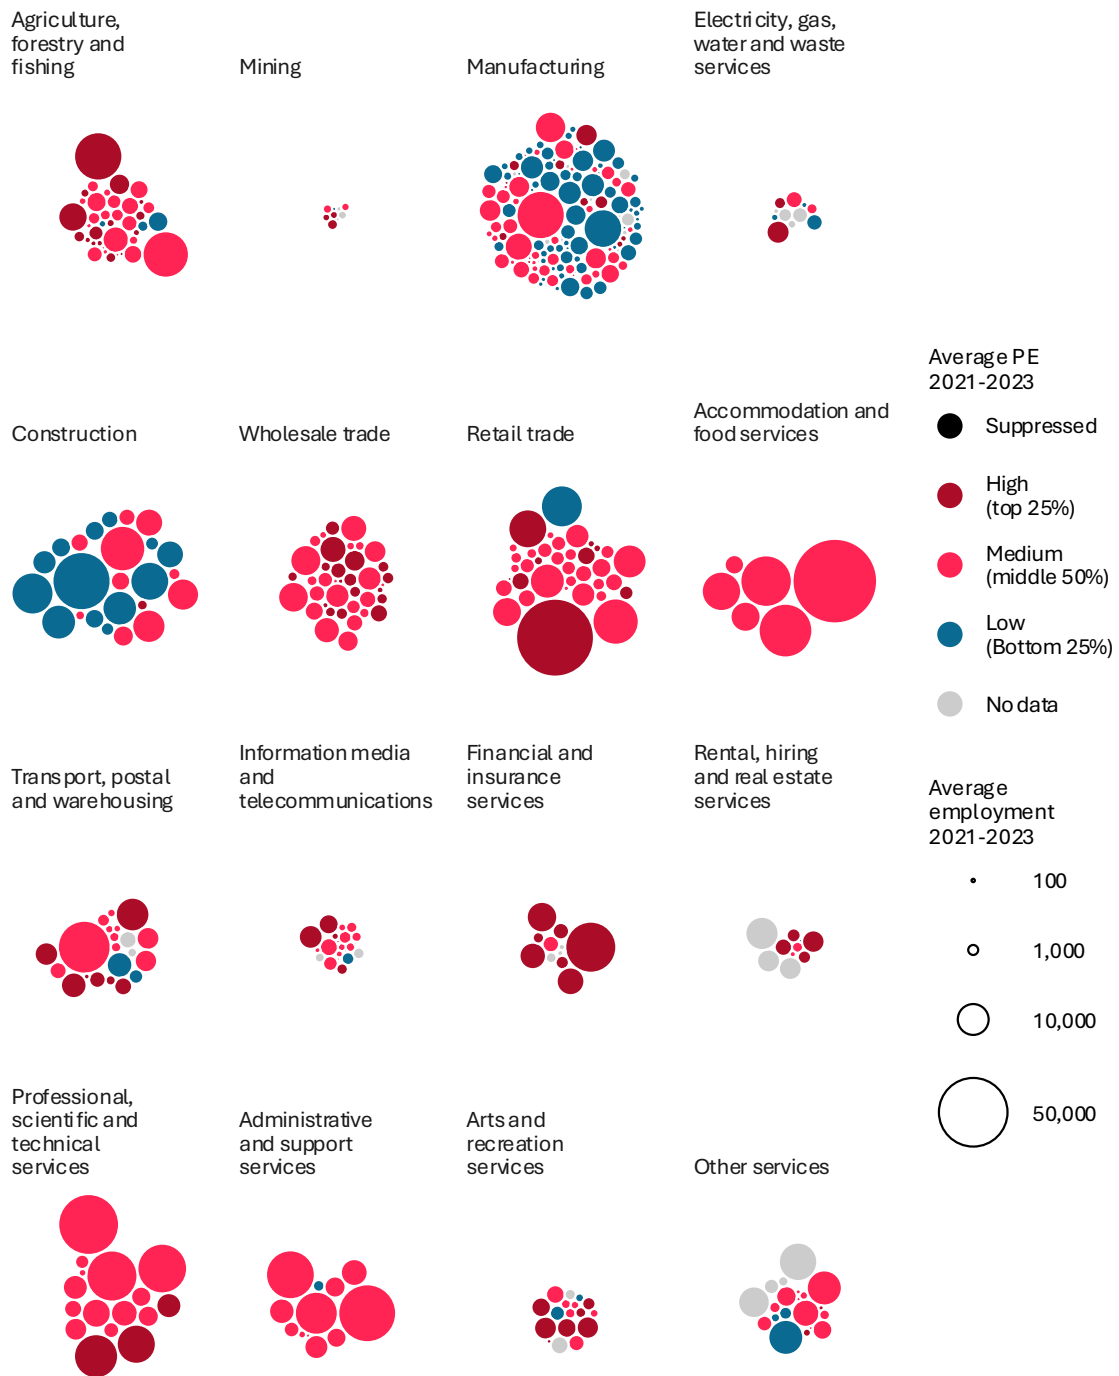 Agriculture,
forestry and
fishing
Mining
Manufacturing
Electricity, gas,
water and waste
services
Construction
Wholesale trade
Retail trade
Accommodation and
food services
Transport, postal
and warehousing
Information media
and
telecommunications
Financial and
insurance
services
Rental, hiring
and real estate
services
Professional,
scientific and
technical
services
Administrative
and support
services
Arts and
recreation
services
Other services
Average PE
2021-2023
Suppressed
High
(top 25%)
Medium
(middle 50%)
Low
(Bottom 25%)
No data
Average
employment
2021-2023
100
1,000
10,000
50,000